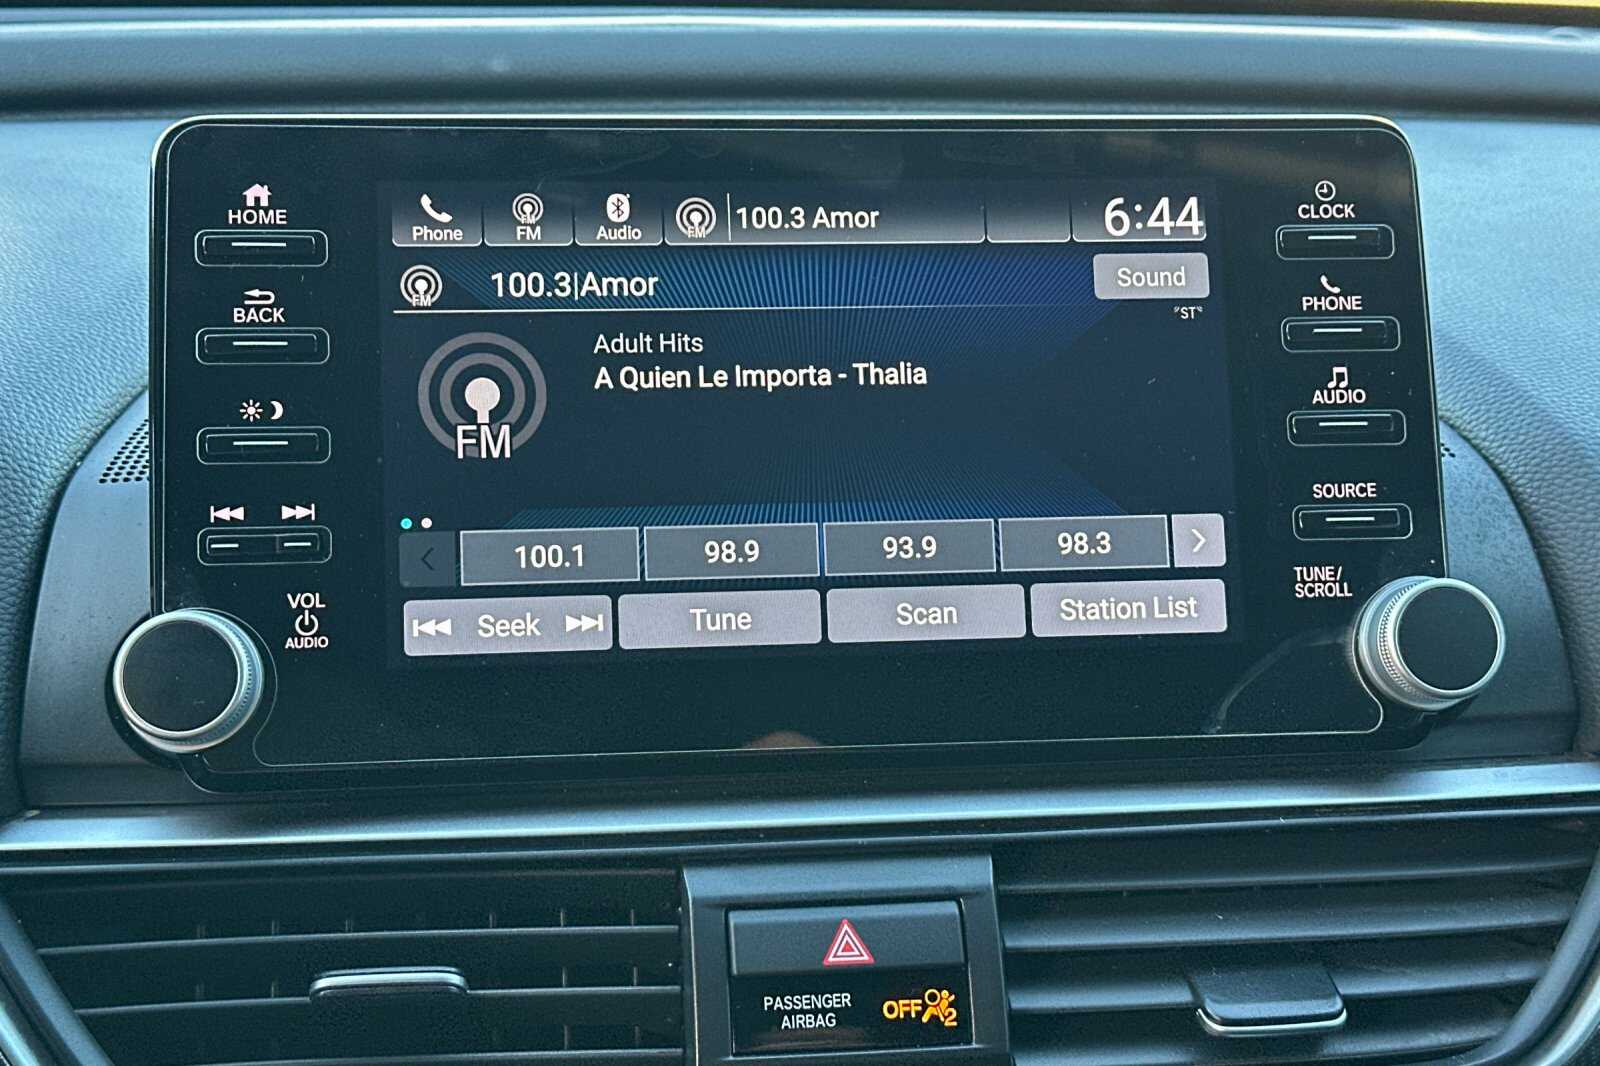 HOME
BACK
VOL
AUDIO
Phone
FM
FM
Audio
FM
100.3 Amor
6:44
FM
100.3|Amor
Sound
"ST"
FM
Adult Hits
A Quien Le Importa - Thalia
100.1
98.9
93.9
98.3
Seek
Tune
Scan
Station List
CLOCK
PHONE
AUDIO
SOURCE
TUNE/
SCROLL
PASSENGER
AIRBAG
OFF
2